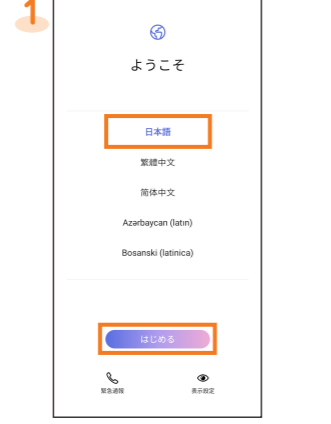 1
ようこそ
日本語
繁體中文
简体中文
Azərbaycan (latın)
Bosanski (latinica)
はじめる
緊急通報
表示設定